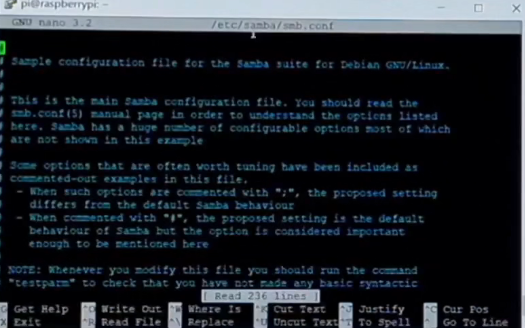 pi@raspberrypi: ~
GNU nano 3.2 /etc/samba/smb.conf
#
# Sample configuration file for the Samba suite for Debian GNU/Linux.
#
#
# This is the main Samba configuration file. You should read the
# smb.conf(5) manual page in order to understand the options listed
# here. Samba has a huge number of configurable options most of which
# are not shown in this example
#
# Some options that are often worth tuning have been included as
# commented-out examples in this file.
#  - When such options are commented with ";", the proposed setting
#    differs from the default Samba behaviour
#  - When commented with "#", the proposed setting is the default
#    behaviour of Samba but the option is considered important
#    enough to be mentioned here
#
# NOTE: Whenever you modify this file you should run the command
# "testparm" to check that you have not made any basic syntactic
[ Read 236 lines ]
^G Get Help ^O Write Out ^W Where Is ^K Cut Text ^J Justify ^C Cur Pos
^X Exit ^R Read File ^\ Replace ^U Uncut Text ^T To Spell ^_ Go To Line